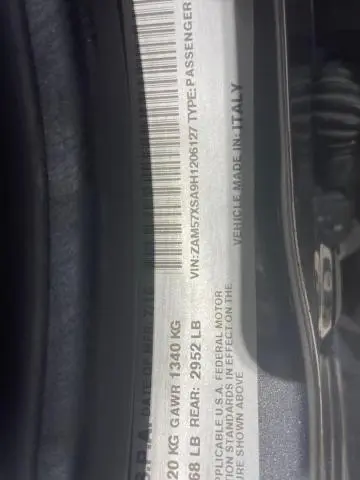 20 KG GAWR 1340 KG
68 LB REAR: 2952 LB
VIN:ZAM57XSA9H1206127 TYPE:PASSENGER
VEHICLE MADE IN: ITALY
PPLICABLE U.S.A. FEDERAL MOTOR
TION STANDARDS IN EFFECT ON THE
URE SHOWN ABOVE